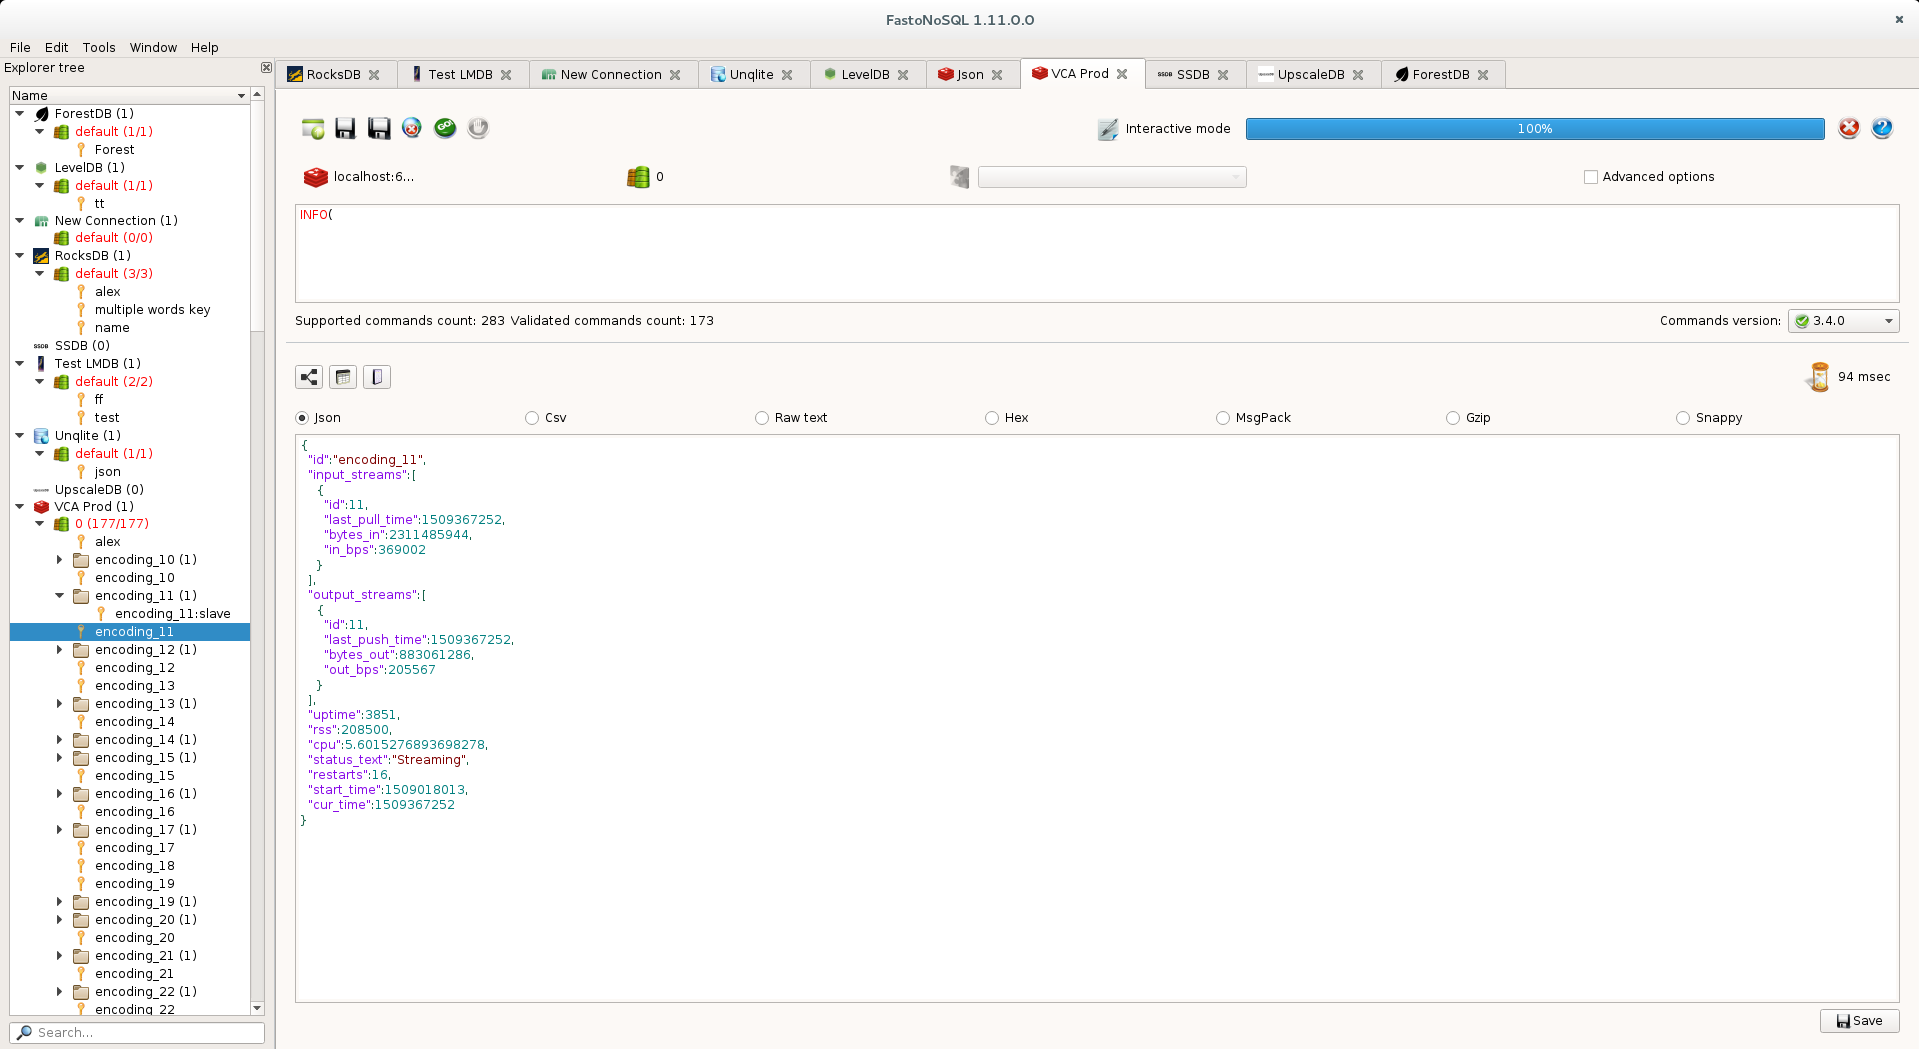 FastoNoSQL 1.11.0.0
File Edit Tools Window Help
Explorer tree
Name
ForestDB (1)
default (1/1)
Forest
LevelDB (1)
default (1/1)
tt
New Connection (1)
default (0/0)
RocksDB (1)
default (3/3)
alex
multiple words key
name
SSDB SSDB (0)
Test LMDB (1)
default (2/2)
ff
test
Unqlite (1)
default (1/1)
json
UpscaleDB (0)
VCA Prod (1)
0 (177/177)
alex
encoding_10 (1)
encoding_10
encoding_11 (1)
encoding_11:slave
encoding_11
encoding_12 (1)
encoding_12
encoding_13
encoding_13 (1)
encoding_14
encoding_14 (1)
encoding_15 (1)
encoding_15
encoding_16 (1)
encoding_16
encoding_17 (1)
encoding_17
encoding_18
encoding_19
encoding_19 (1)
encoding_20 (1)
encoding_20
encoding_21 (1)
encoding_21
encoding_22 (1)
encoding_22
Search...
RocksDB Test LMDB New Connection Unqlite LevelDB Json VCA Prod SSDB SSDB UpscaleDB ForestDB
GO!
Interactive mode 100%
localhost:6... 0 Advanced options
INFO(
Supported commands count: 283 Validated commands count: 173 Commands version: 3.4.0
94 msec
Json Csv Raw text Hex MsgPack Gzip Snappy
{
"id":"encoding_11",
"input_streams":[
{
"id":11,
"last_pull_time":1509367252,
"bytes_in":2311485944,
"in_bps":369002
}
],
"output_streams":[
{
"id":11,
"last_push_time":1509367252,
"bytes_out":883061286,
"out_bps":205567
}
],
"uptime":3851,
"rss":208500,
"cpu":5.6015276893698278,
"status_text":"Streaming",
"restarts":16,
"start_time":1509018013,
"cur_time":1509367252
}
Save